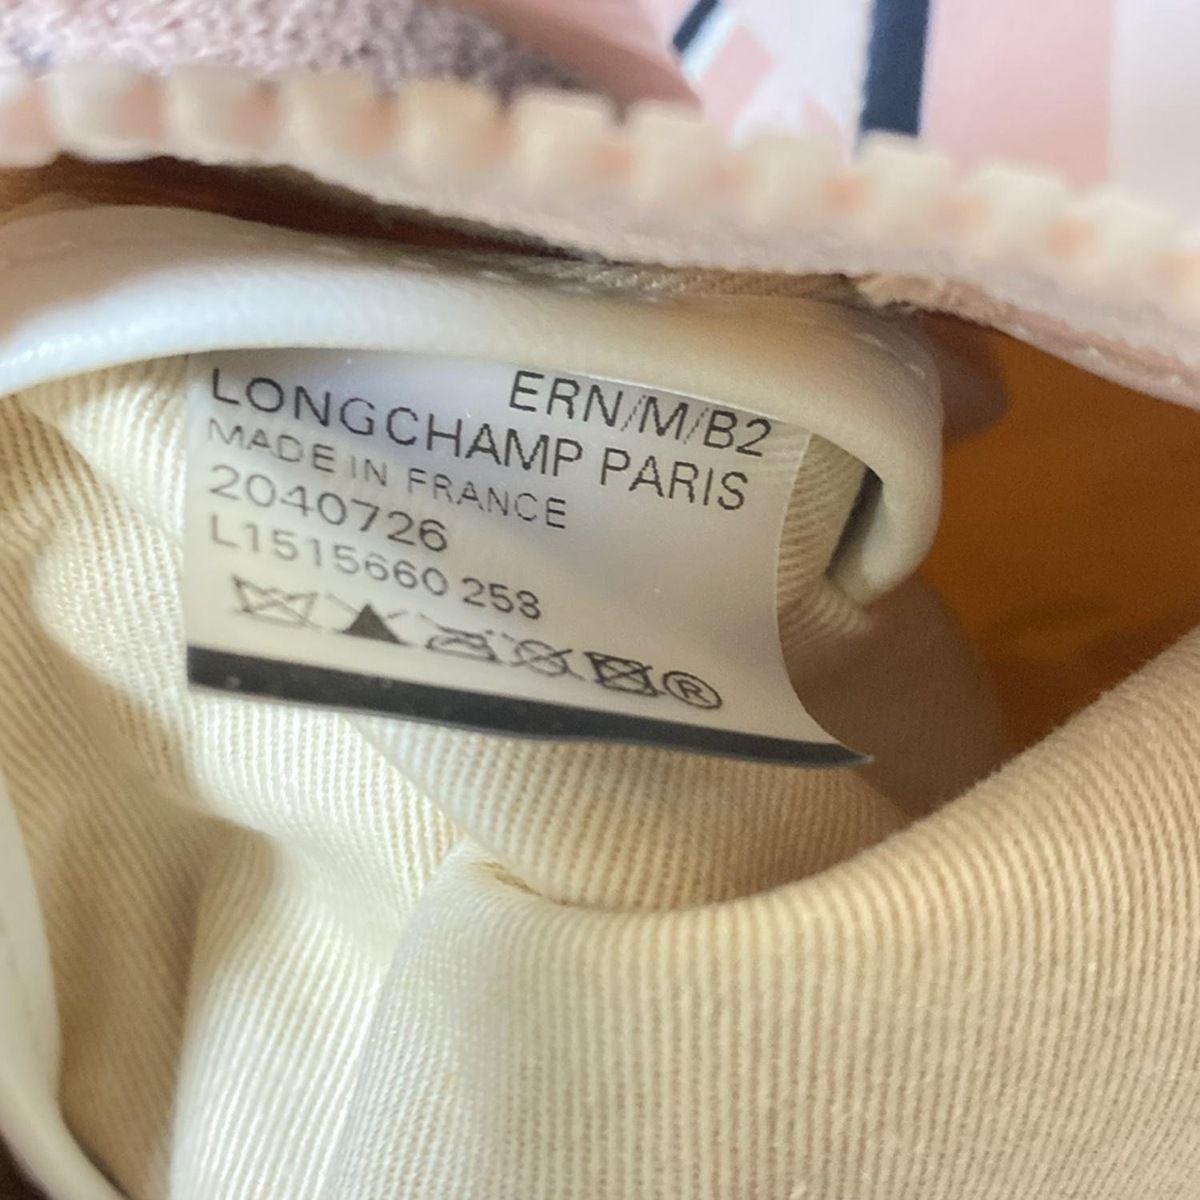 ERN/M/B2
LONGCHAMP PARIS
MADE IN FRANCE
2040726
L1515660 258
®